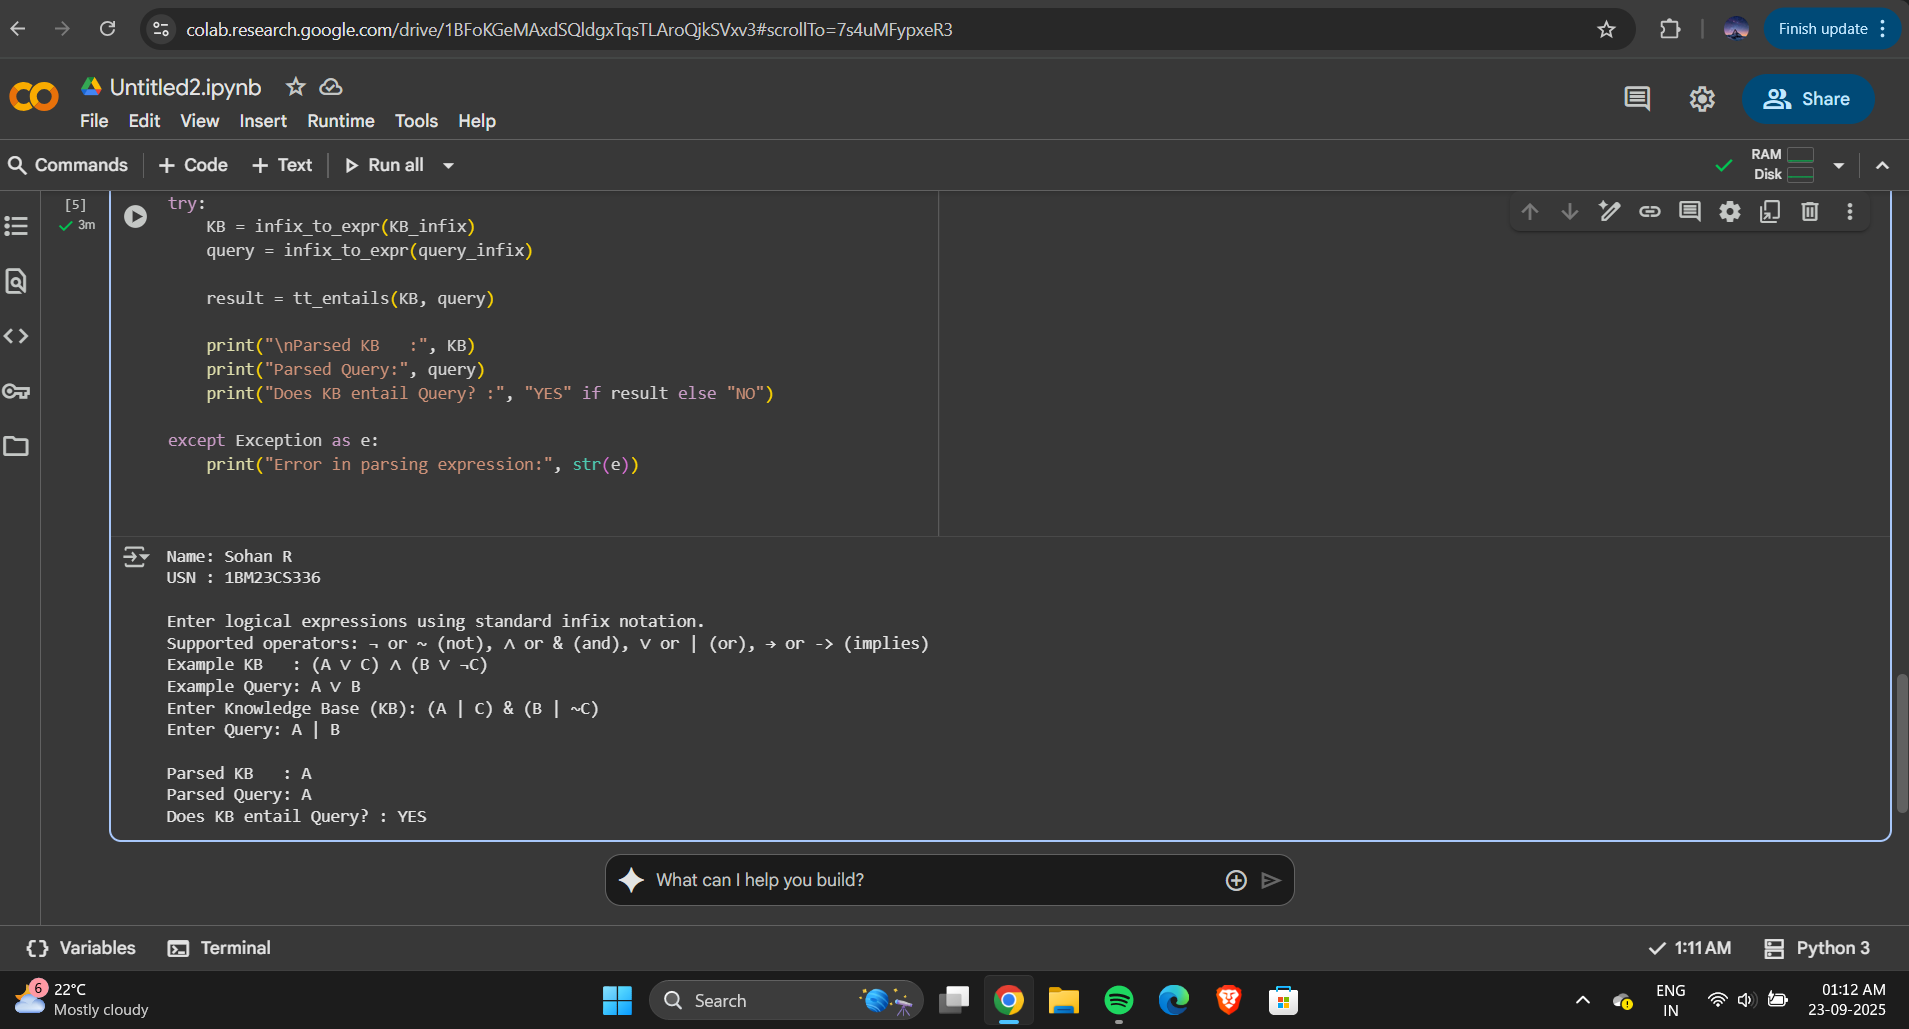 colab.research.google.com/drive/1BFoKGeMAxdSQldgxTqsTLAroQjkSVxv3#scrollTo=7s4uMFypxeR3
Finish update
Untitled2.ipynb
File Edit View Insert Runtime Tools Help
Share
Commands + Code + Text Run all
RAM
Disk
[5]
3m
try:
KB = infix_to_expr(KB_infix)
query = infix_to_expr(query_infix)
result = tt_entails(KB, query)
print("\nParsed KB   :", KB)
print("Parsed Query:", query)
print("Does KB entail Query? :", "YES" if result else "NO")
except Exception as e:
print("Error in parsing expression:", str(e))
Name: Sohan R
USN : 1BM23CS336
Enter logical expressions using standard infix notation.
Supported operators: ¬ or ~ (not), ∧ or & (and), ∨ or | (or), → or -> (implies)
Example KB   : (A ∨ C) ∧ (B ∨ ¬C)
Example Query: A ∨ B
Enter Knowledge Base (KB): (A | C) & (B | ~C)
Enter Query: A | B
Parsed KB   : A
Parsed Query: A
Does KB entail Query? : YES
What can I help you build?
Variables Terminal
1:11 AM Python 3
6
22°C
Mostly cloudy
Search
ENG
IN
01:12 AM
23-09-2025